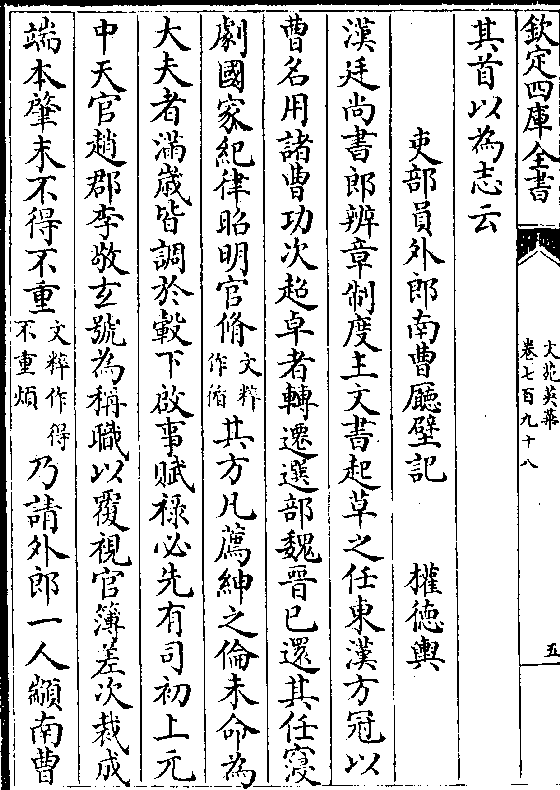 欽定四庫全書
文苑英華
卷七百九十八
五
其首以為志云
吏部員外郎南曹廳壁記 權德輿
漢廷尚書郎辨章制度主文書起草之任東漢方冠以
曹名用諸曹功次超卓者轉遷選部魏晉已還其任寖
劇國家紀律昭明官脩文粹作循其方凡薦紳之倫未命為
大夫者滿歲皆調於轂下啟事賦祿必先有司初上元
中天官趙郡李敬玄號為稱職以覆視官簿差次裁成
端本肇末不得不重文粹作得不重煩乃請外郎一人顓南曹